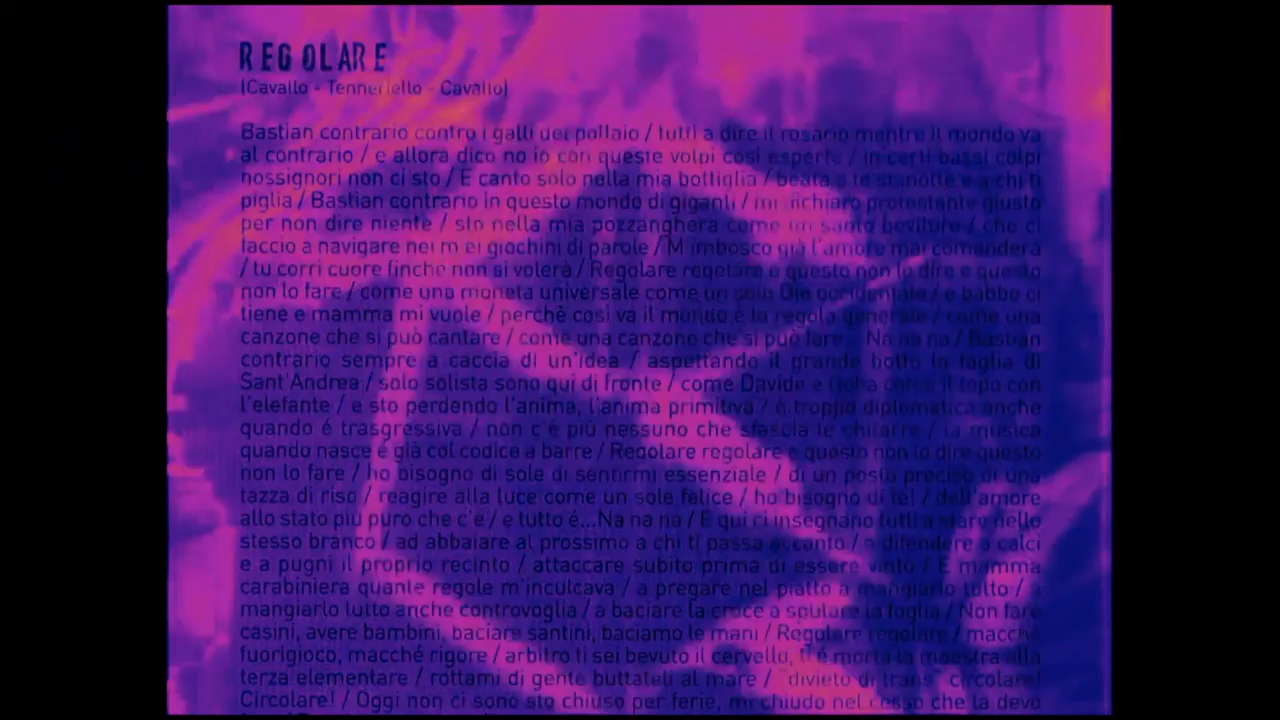 REGOLARE
(Cavallo - Tenneriello - Cavallo)
Bastian contrario contro i galli del pollaio / tutti a dire il rosario mentre il mondo va
al contrario / e allora dico no io con queste volpi così esperte / in certi bassi colpi
nossignori non ci sto / E canto solo nella mia bottiglia / beata a te stanotte e a chi ti
piglia / Bastian contrario in questo mondo di giganti / mi dichiaro protestante giusto
per non dire niente / sto nella mia pozzanghera come un santo bevitore / che ci
faccio a navigare nei miei giochini di parole / M'imbosco già l'amore mai comanderà
/ tu corri cuore finchè non si volerà / Regolare regolare e questo non lo dire e questo
non lo fare / come una moneta universale come un solo Dio occidentale / e babbo ci
tiene e mamma mi vuole / perchè così va il mondo,è la regola generale / come una
canzone che si può cantare / come una canzone che si può fare... Na na na / Bastian
contrario sempre a caccia di un'idea / aspettando il grande botto la faglia di
Sant'Andrea / solo solista sono qui di fronte / come Davide e Golia come il topo con
l'elefante / e sto perdendo l'anima, l'anima primitiva / è troppo diplomatica anche
quando é trasgressiva / non c'è più nessuno che sfascia le chitarre / la musica
quando nasce è già col codice a barre / Regolare regolare e questo non lo dire questo
non lo fare / ho bisogno di sole di sentirmi essenziale / di un posto preciso di una
tazza di riso / reagire alla luce come un sole felice / ho bisogno di te! / dell'amore
allo stato più puro che c'è / e tutto é...Na na na / E qui ci insegnano tutti a stare nello
stesso branco / ad abbaiare al prossimo a chi ti passa accanto / a difendere a calci
e a pugni il proprio recinto / attaccare subito prima di essere vinto / E mamma
carabiniera quante regole m'inculcava / a pregare nel piatto a mangiarlo tutto / a
mangiarlo tutto anche controvoglia / a baciare la croce a sputare la foglia / Non fare
casini, avere bambini, baciare santini, baciamo le mani / Regolare regolare / macché
fuorigioco, macché rigore / arbitro ti sei bevuto il cervello, ti é morta la maestra alla
terza elementare / rottami di gente buttateli al mare / "divieto di trans" circolare!
Circolare! / Oggi non ci sono sto chiuso per ferie, mi chiudo nel cesso che la devo